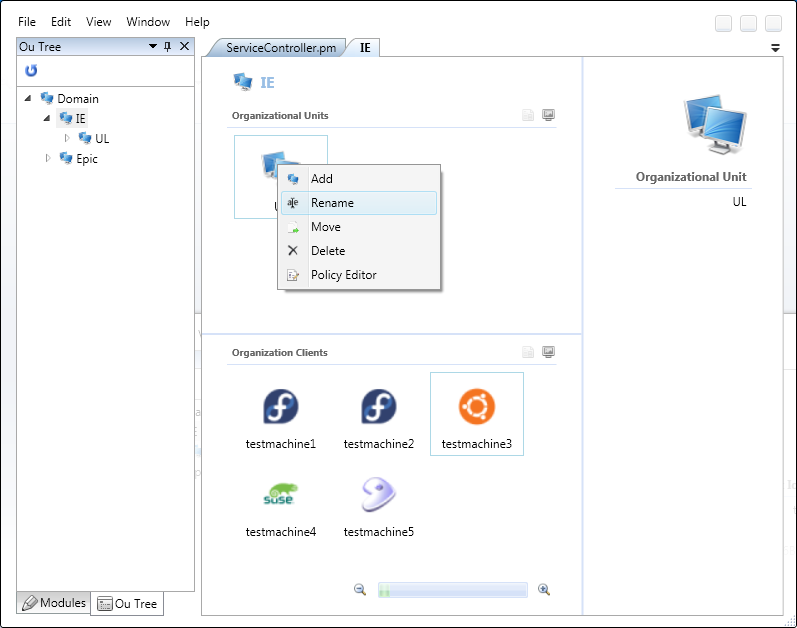 File Edit View Window Help
Ou Tree
ServiceController.pm IE
Domain
IE
UL
Epic
IE
Organizational Units
Add
Rename
Move
Delete
Policy Editor
Organizational Unit
UL
Organization Clients
testmachine1 testmachine2 testmachine3
suse
testmachine4 testmachine5
Modules Ou Tree